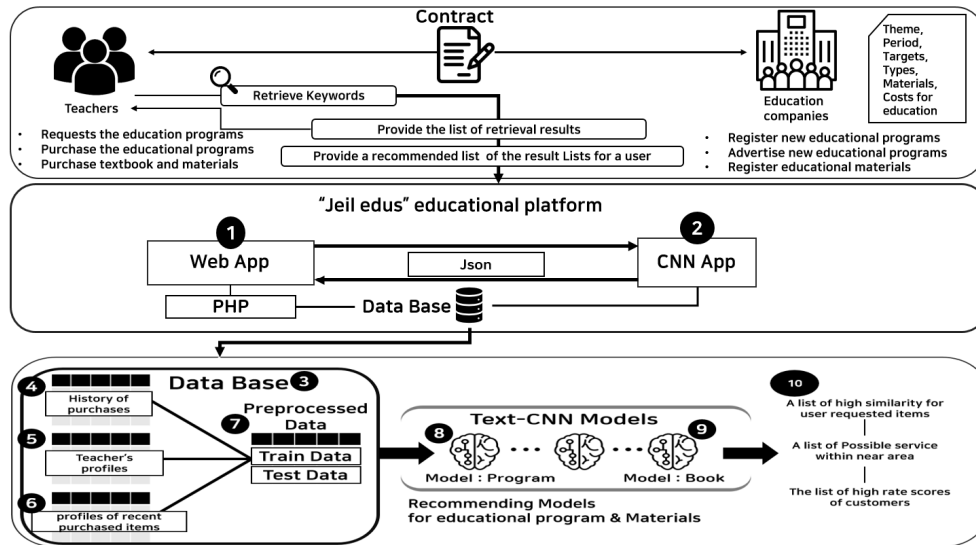 Contract
Teachers
Education
companies
Theme,
Period,
Targets,
Types,
Materials,
Costs for
education
Retrieve Keywords
Provide the list of retrieval results
Provide a recommended list of the result Lists for a user
• Requests the education programs
• Purchase the educational programs
• Purchase textbook and materials
• Register new educational programs
• Advertise new educational programs
• Register educational materials
“Jeil edus” educational platform
1
Web App
2
CNN App
Json
PHP
Data Base
Data Base 3
4
History of
purchases
5
Teacher's
profiles
6
profiles of recent
purchased items
7
Preprocessed
Data
Train Data
Test Data
Text-CNN Models
8
9
Model : Program
Model : Book
Recommending Models
for educational program & Materials
10
A list of high similarity for
user requested items
A list of Possible service
within near area
The list of high rate scores
of customers